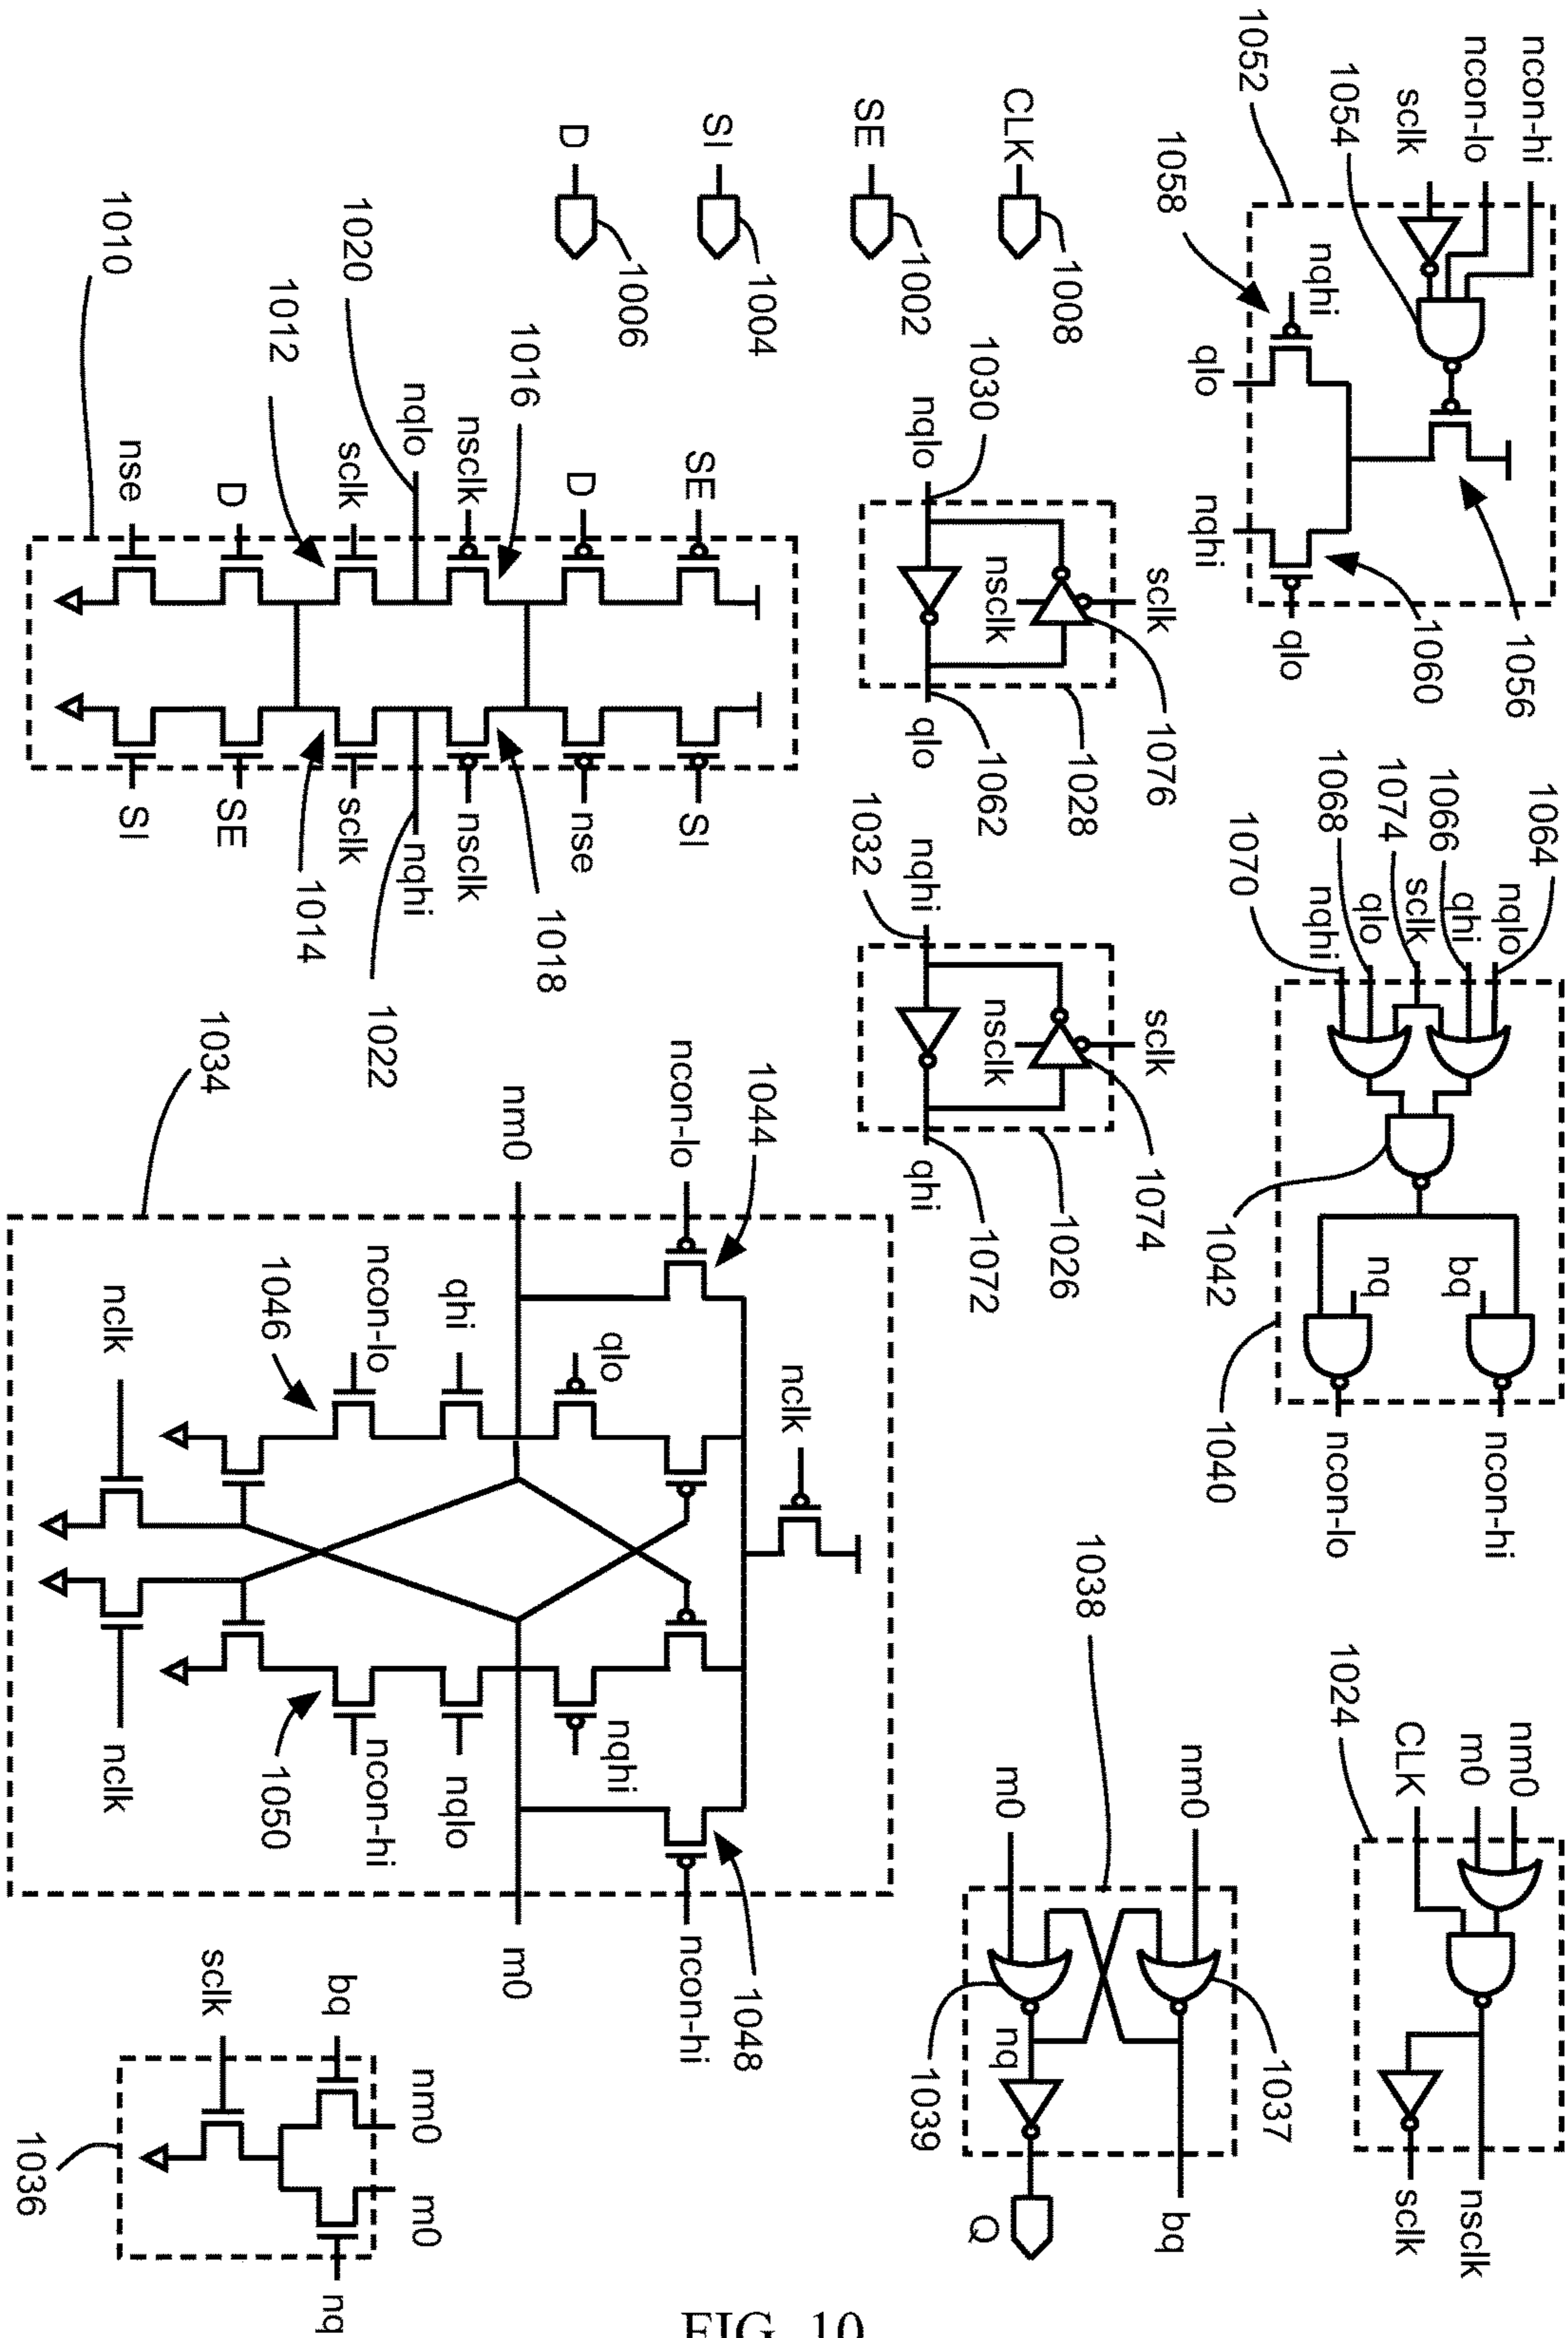 1052
1054
sclk
ncon-lo
ncon-hi
1058
nqhi
qlo
nqhi
qlo
1060
1056
1064
nqlo
1066
qhi
1074
sclk
1068
qlo
1070
nqhi
1042
nq
bq
1040
ncon-lo
ncon-hi
1024
CLK
m0
nm0
sclk
nsclk
CLK
1008
SE
1002
SI
1004
D
1006
1030
nqlo
nsclk
sclk
1076
1028
1062
qlo
1032
nqhi
nsclk
sclk
1074
1026
1072
qhi
1038
m0
nm0
nq
1039
1037
Q
bq
1010
1012
1020
1016
nse
D
sclk
nqlo
nsclk
D
SE
SI
SE
sclk
nqhi
nsclk
nse
SI
1014
1018
1022
1034
nm0
ncon-lo
1044
nclk
1046
ncon-lo
qhi
qlo
nclk
nclk
1050
ncon-hi
nqlo
nqhi
m0
ncon-hi
1048
sclk
bq
nm0
m0
nq
1036
FIG. 10